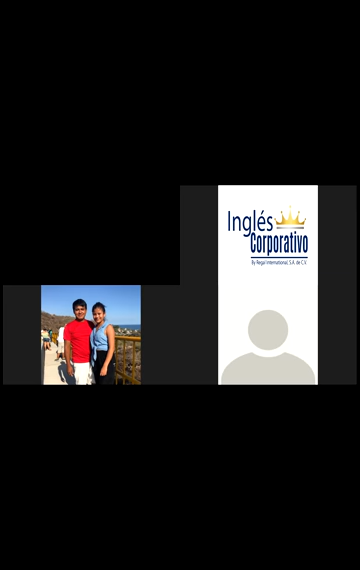 Inglés
Corporativo
By Regal International, S.A. de C.V.